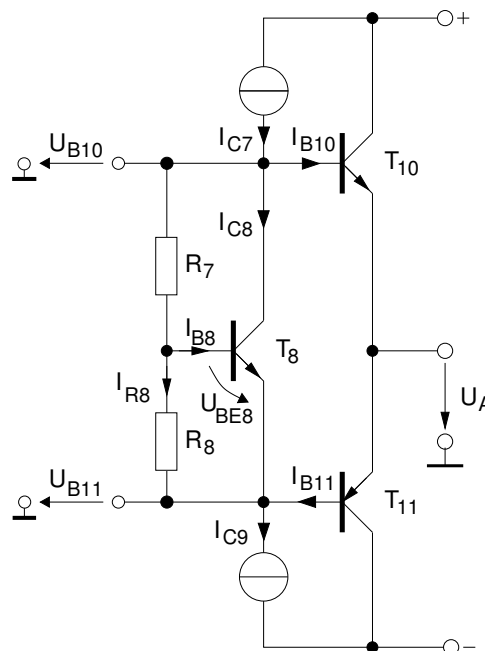 +
U_B10
I_C7
I_B10
T_10
I_C8
R_7
I_B8
T_8
I_R8
U_BE8
U_A
R_8
U_B11
I_B11
T_11
I_C9
−